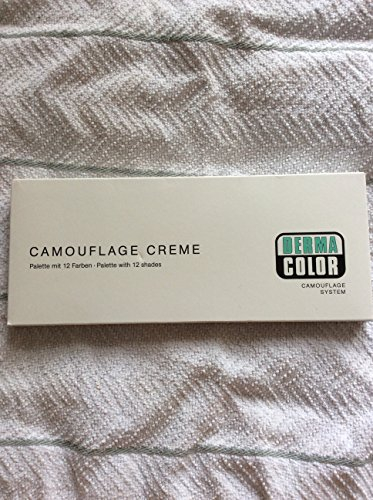 CAMOUFLAGE CREME
Palette mit 12 Farben · Palette with 12 shades
DERMA
COLOR
CAMOUFLAGE
SYSTEM